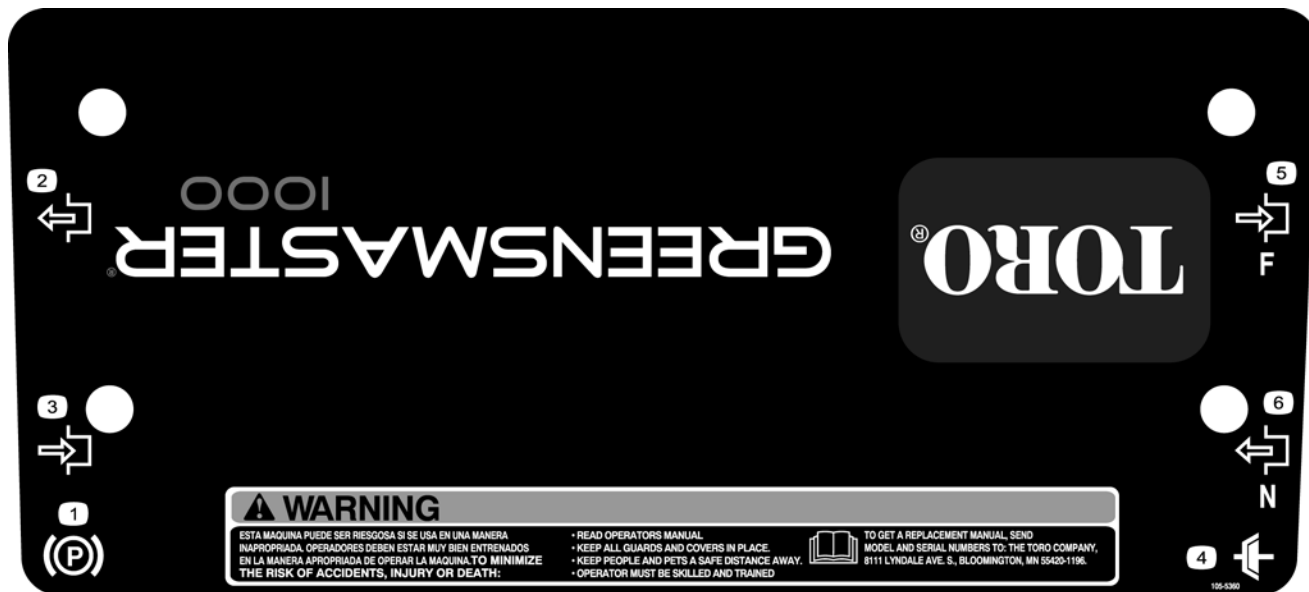 2
1000
GREENSMASTER®
TORO®
5
F
3
6
N
1
P
WARNING
ESTA MAQUINA PUEDE SER RIESGOSA SI SE USA EN UNA MANERA
INAPROPRIADA. OPERADORES DEBEN ESTAR MUY BIEN ENTRENADOS
EN LA MANERA APROPRIADA DE OPERAR LA MAQUINA.TO MINIMIZE
THE RISK OF ACCIDENTS, INJURY OR DEATH:
• READ OPERATORS MANUAL
• KEEP ALL GUARDS AND COVERS IN PLACE.
• KEEP PEOPLE AND PETS A SAFE DISTANCE AWAY.
• OPERATOR MUST BE SKILLED AND TRAINED
TO GET A REPLACEMENT MANUAL, SEND
MODEL AND SERIAL NUMBERS TO: THE TORO COMPANY,
8111 LYNDALE AVE. S., BLOOMINGTON, MN 55420-1196.
4
105-5360